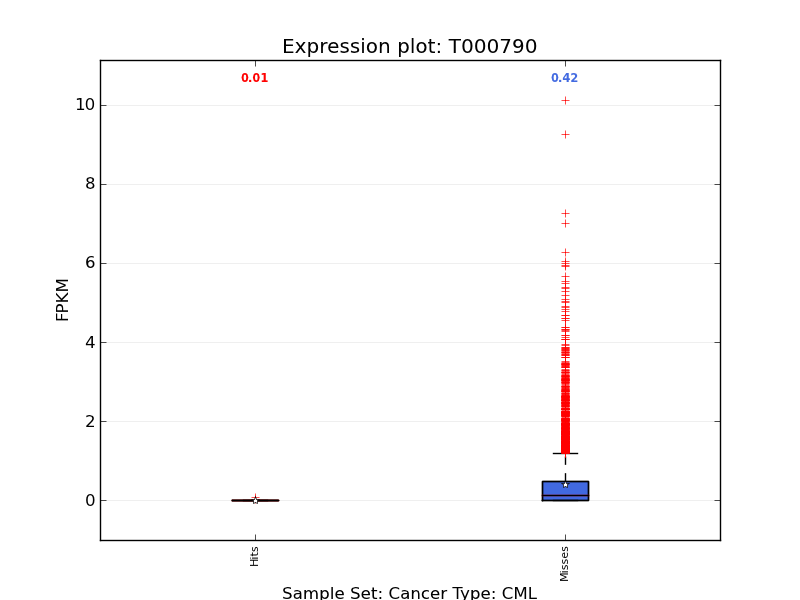 Expression plot: T000790
0.01
0.42
10
8
6
4
2
0
FPKM
Hits
Misses
Sample Set: Cancer Type: CML